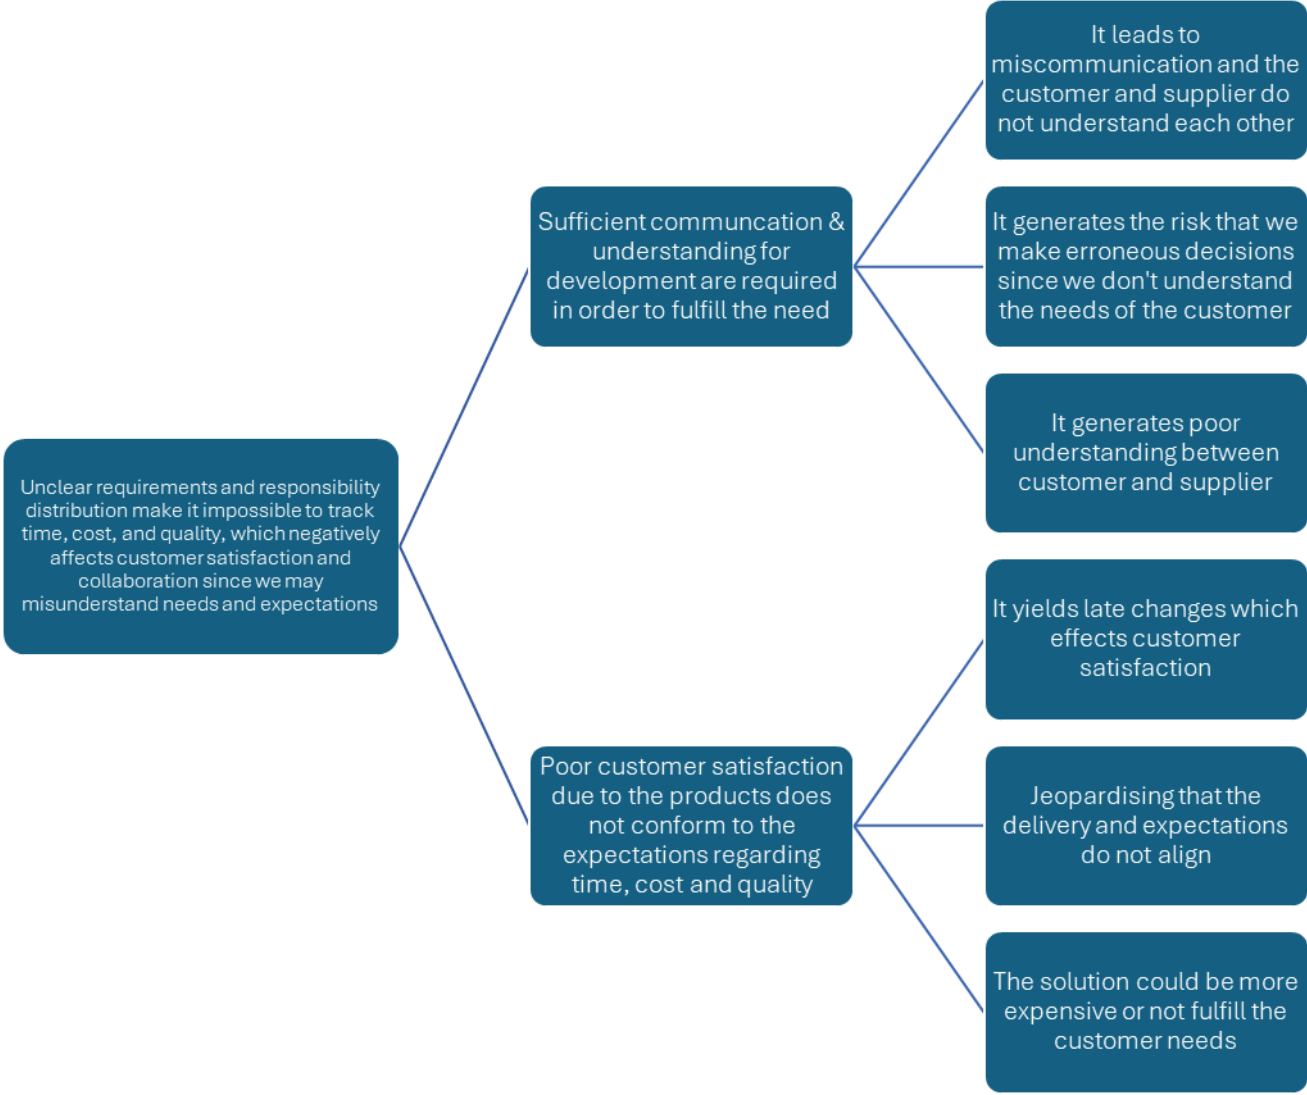 Unclear requirements and responsibility
distribution make it impossible to track
time, cost, and quality, which negatively
affects customer satisfaction and
collaboration since we may
misunderstand needs and expectations
Sufficient communcation &
understanding for
development are required
in order to fulfill the need
It leads to
miscommunication and the
customer and supplier do
not understand each other
It generates the risk that we
make erroneous decisions
since we don't understand
the needs of the customer
It generates poor
understanding between
customer and supplier
Poor customer satisfaction
due to the products does
not conform to the
expectations regarding
time, cost and quality
It yields late changes which
effects customer
satisfaction
Jeopardising that the
delivery and expectations
do not align
The solution could be more
expensive or not fulfill the
customer needs